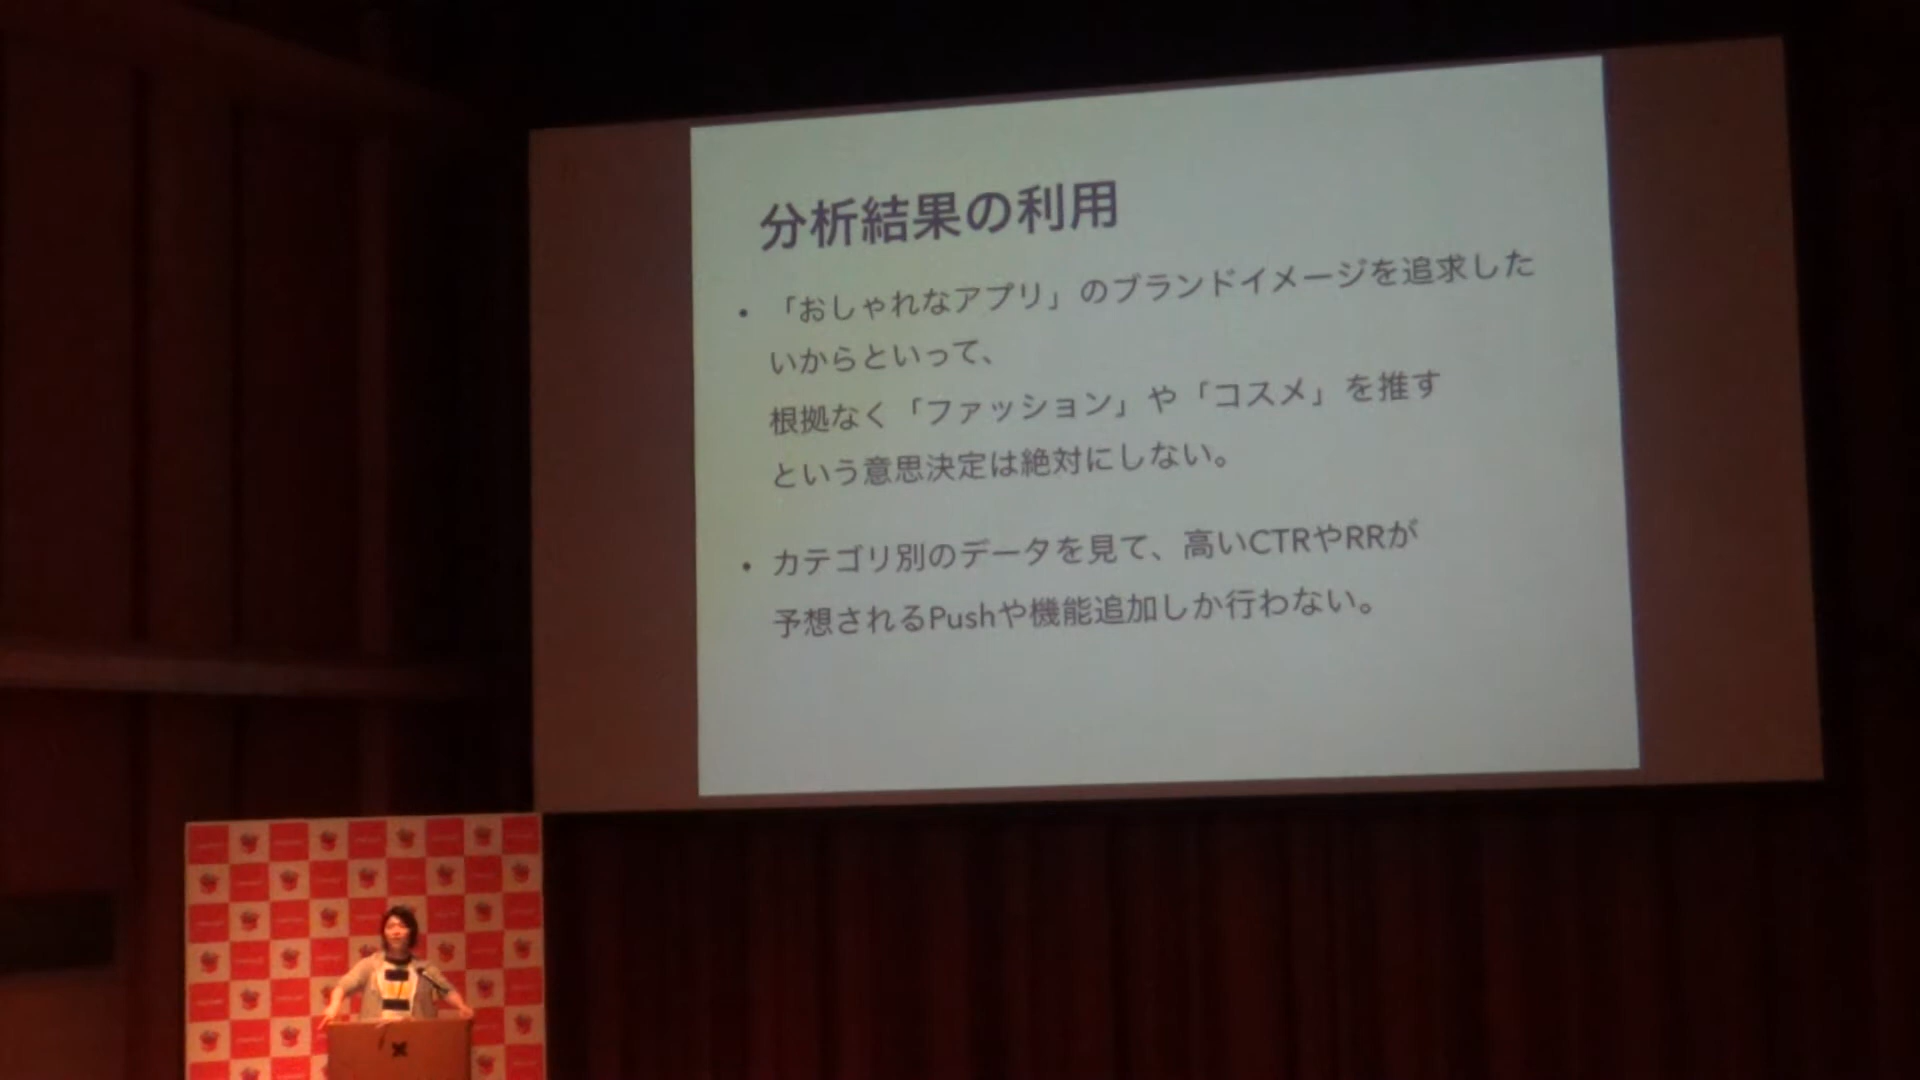 分析結果の利用
• 「おしゃれなアプリ」のブランドイメージを追求した
いからといって、
根拠なく「ファッション」や「コスメ」を推す
という意思決定は絶対にしない。
• カテゴリ別のデータを見て、高いCTRやRRが
予想されるPushや機能追加しか行わない。